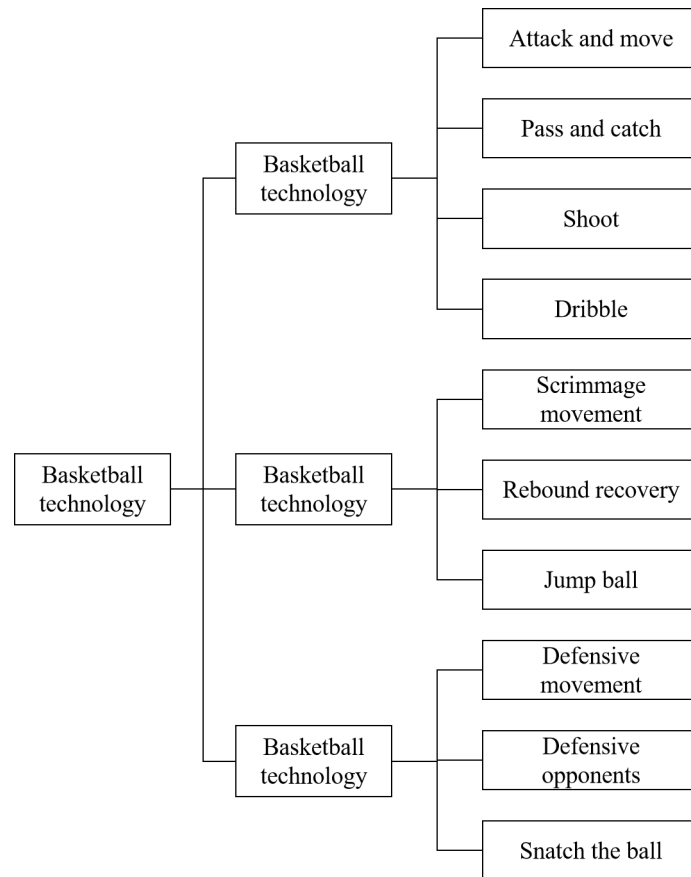 Attack and move
Pass and catch
Basketball
technology
Shoot
Dribble
Scrimmage
movement
Basketball
technology
Basketball
technology
Rebound recovery
Jump ball
Defensive
movement
Basketball
technology
Defensive
opponents
Snatch the ball